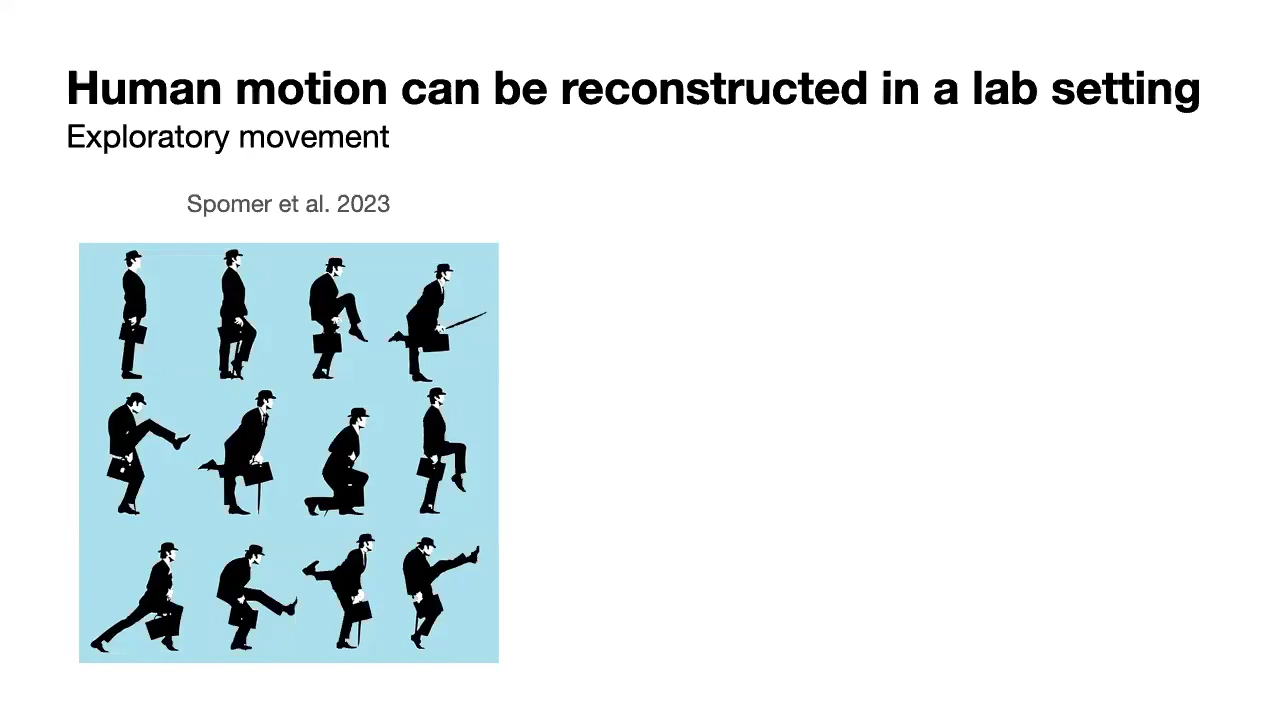 Human motion can be reconstructed in a lab setting
Exploratory movement
Spomer et al. 2023